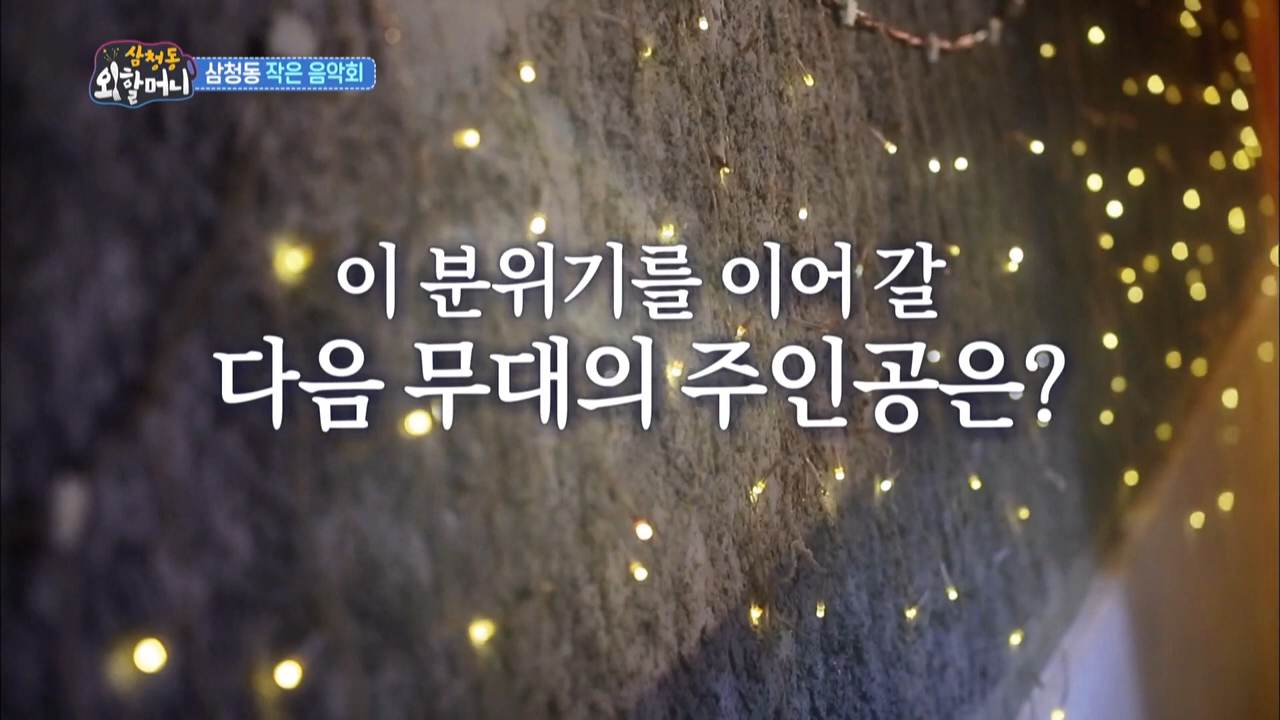 삼청동
외할머니
삼청동 작은 음악회
이 분위기를 이어 갈
다음 무대의 주인공은?